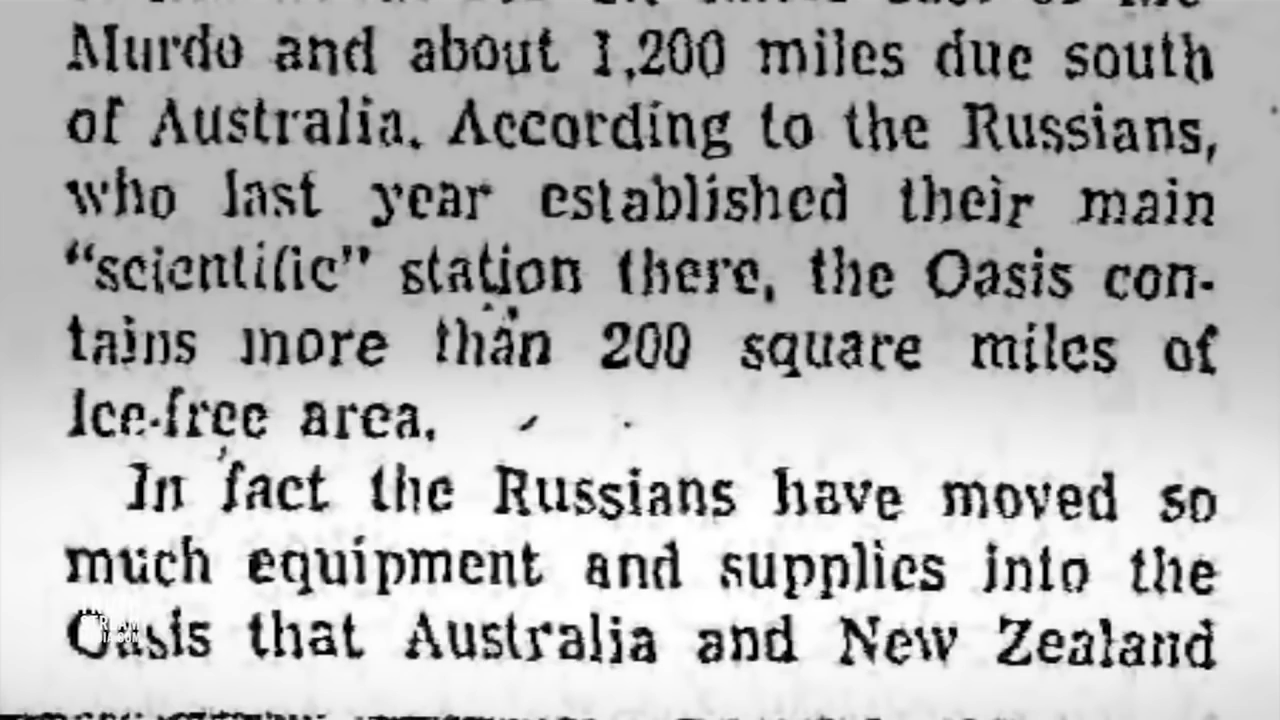 Murdo and about 1,200 miles due south
of Australia. According to the Russians,
who last year established their main
“scientific” station there, the Oasis con-
tains more than 200 square miles of
Ice-free area.
In fact the Russians have moved so
much equipment and supplies into the
Oasis that Australia and New Zealand